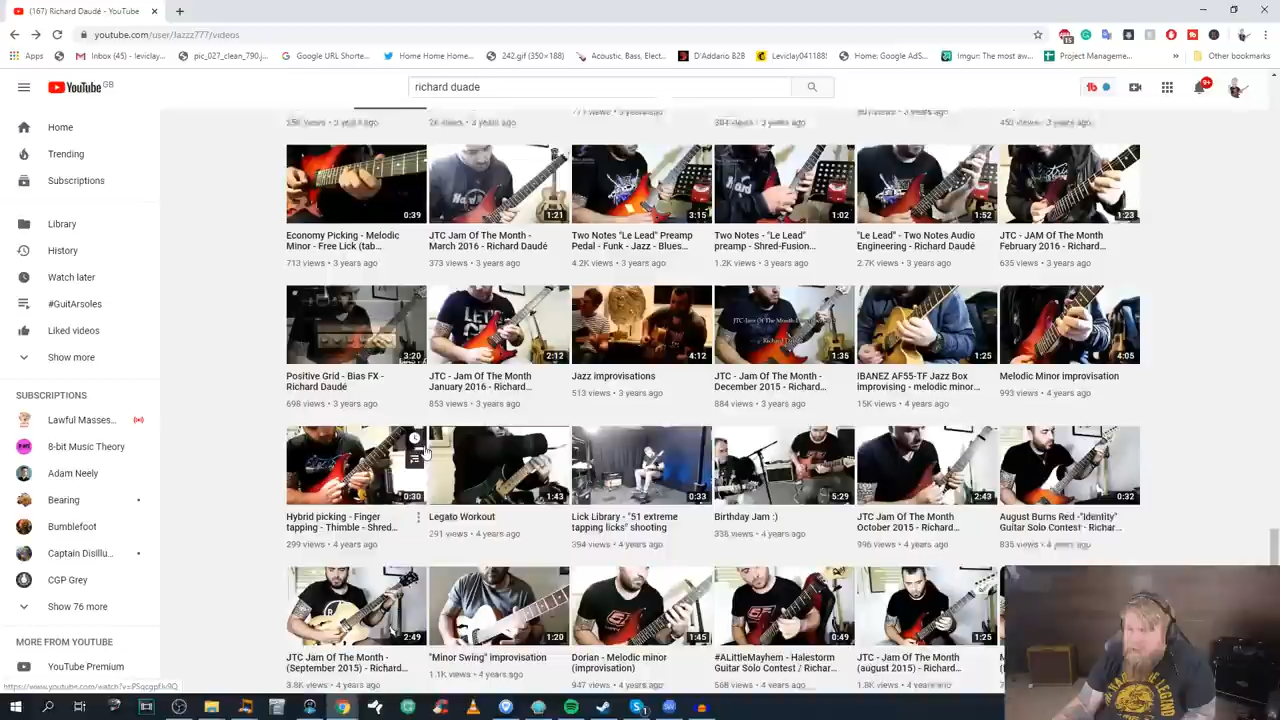 (167) Richard Daudé - YouTube
youtube.com/user/lazzz777/videos
Apps
Inbox (45) - leviclay...
pic_027_clean_790.j...
Google URL Shorte...
Home Home Home...
242.gif (350×188)
Acoustic, Bass, Elect...
D'Addario B2B
Leviclay041188...
Home: Google AdS...
Imgur: The most aw...
Project Manageme...
Other bookmarks
YouTube GB
richard duade
9+
Home
Trending
Subscriptions
Library
History
Watch later
#GuitArsoles
Liked videos
Show more
SUBSCRIPTIONS
Lawful Masses...
8-bit Music Theory
Adam Neely
Bearing
Bumblefoot
Captain Disillu...
CGP Grey
Show 76 more
MORE FROM YOUTUBE
YouTube Premium
0:39
1:21
3:15
1:02
1:52
1:23
Economy Picking - Melodic
Minor - Free Lick (tab...
713 views • 3 years ago
JTC Jam Of The Month -
March 2016 - Richard Daudé
373 views • 3 years ago
Two Notes "Le Lead" Preamp
Pedal - Funk - Jazz - Blues...
4.2K views • 3 years ago
Two Notes - "Le Lead"
preamp - Shred-Fusion...
1.2K views • 3 years ago
"Le Lead" - Two Notes Audio
Engineering - Richard Daudé
2.7K views • 3 years ago
JTC - JAM Of The Month
February 2016 - Richard...
635 views • 3 years ago
3:20
2:12
4:12
1:35
1:25
4:05
Positive Grid - Bias FX -
Richard Daudé
698 views • 3 years ago
JTC - Jam Of The Month
January 2016 - Richard...
853 views • 3 years ago
Jazz improvisations
513 views • 3 years ago
Richard Daudé
JTC - Jam Of The Month -
December 2015 - Richard...
884 views • 3 years ago
IBANEZ AF55-TF Jazz Box
improvising - melodic minor...
15K views • 4 years ago
Melodic Minor improvisation
993 views • 4 years ago
0:30
1:43
0:33
5:29
2:43
0:32
Hybrid picking - Finger
tapping - Thimble - Shred...
299 views • 4 years ago
Legato Workout
291 views • 4 years ago
Lick Library - "51 extreme
tapping licks" shooting
394 views • 4 years ago
Birthday Jam :)
336 views • 4 years ago
JTC Jam Of The Month
October 2015 - Richard...
996 views • 4 years ago
August Burns Red -"Identity"
Guitar Solo Contest - Richar...
835 views • 4 years ago
2:49
1:20
1:45
0:49
1:25
JTC Jam Of The Month -
(September 2015) - Richard...
3.8K views • 4 years ago
"Minor Swing" improvisation
1.1K views • 4 years ago
Dorian - Melodic minor
(improvisation)
947 views • 4 years ago
#ALittleMayhem - Halestorm
Guitar Solo Contest / Richar...
568 views • 4 years ago
JTC - Jam Of The Month
(august 2015) - Richard...
1.8K views • 4 years ago